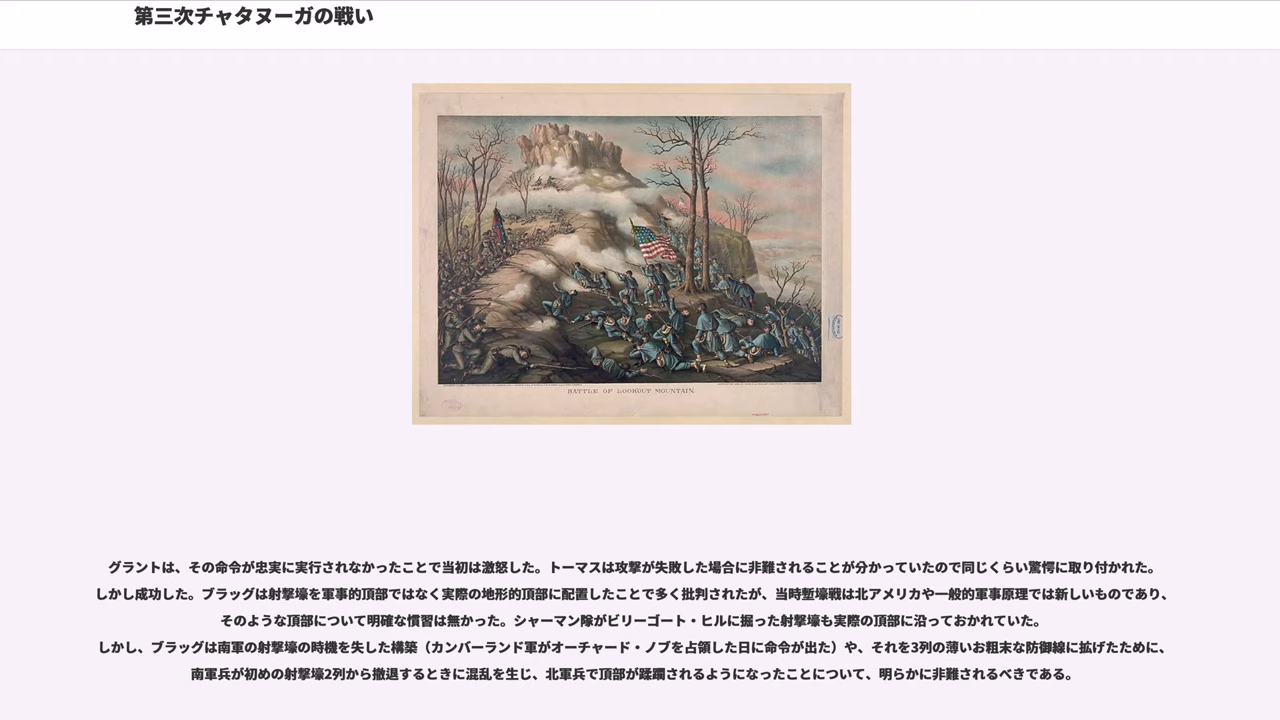 第三次チャタヌーガの戦い
BATTLE OF LOOKOUT MOUNTAIN
グラントは、その命令が忠実に実行されなかったことで当初は激怒した。トーマスは攻撃が失敗した場合に非難されることが分かっていたので同じくらい驚愕に取り付かれた。
しかし成功した。ブラッグは射撃壕を軍事的頂部ではなく実際の地形的頂部に配置したことで多く批判されたが、当時塹壕戦は北アメリカや一般的軍事原理では新しいものであり、
そのような頂部について明確な慣習は無かった。シャーマン隊がビリーゴート・ヒルに掘った射撃壕も実際の頂部に沿っておかれていた。
しかし、ブラッグは南軍の射撃壕の時機を失した構築（カンバーランド軍がオーチャード・ノブを占領した日に命令が出た）や、それを3列の薄いお粗末な防御線に拡げたために、
南軍兵が初めの射撃壕2列から撤退するときに混乱を生じ、北軍兵で頂部が蹂躙されるようになったことについて、明らかに非難されるべきである。